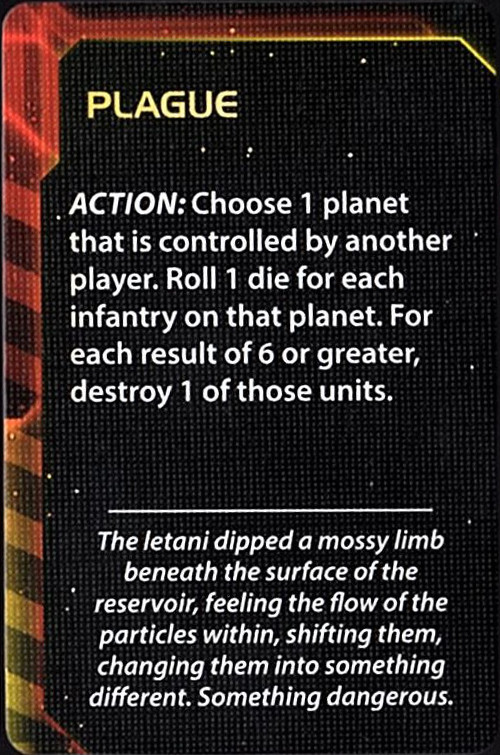 PLAGUE
ACTION: Choose 1 planet
that is controlled by another
player. Roll 1 die for each
infantry on that planet. For
each result of 6 or greater,
destroy 1 of those units.
The letani dipped a mossy limb
beneath the surface of the
reservoir, feeling the flow of the
particles within, shifting them,
changing them into something
different. Something dangerous.